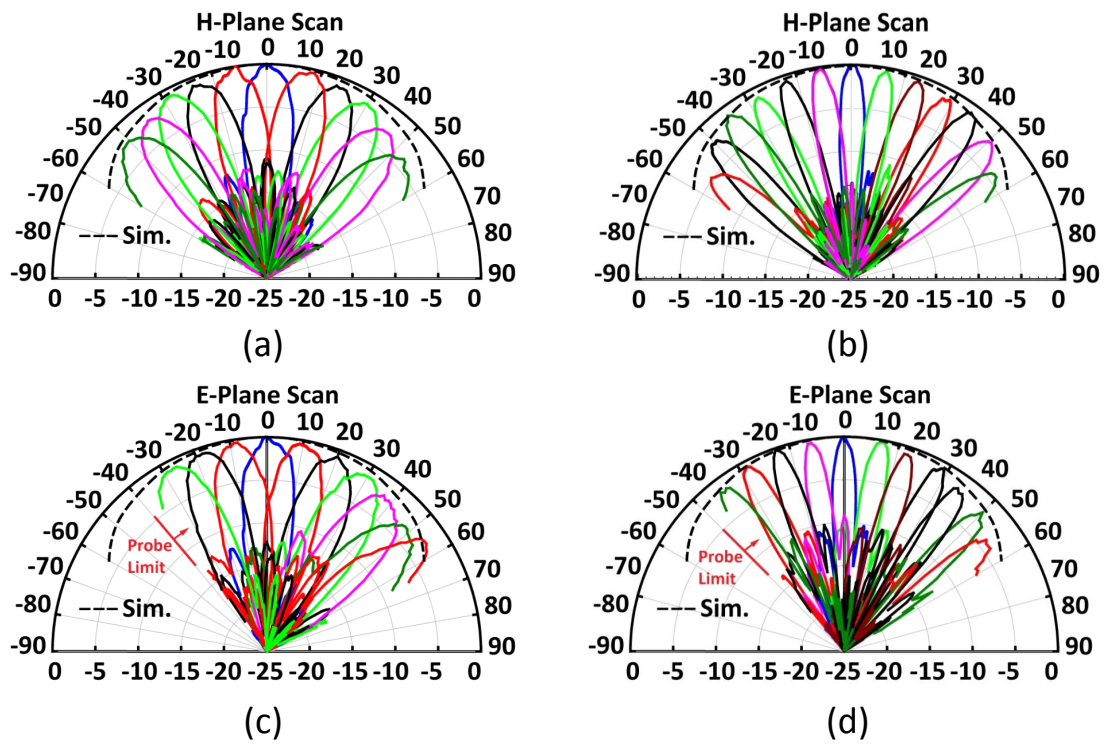 H-Plane Scan
-90 -80 -70 -60 -50 -40 -30 -20 -10 0 10 20 30 40 50 60 70 80 90
--- Sim.
0 -5 -10 -15 -20 -25 -20 -15 -10 -5 0
(a)
H-Plane Scan
-90 -80 -70 -60 -50 -40 -30 -20 -10 0 10 20 30 40 50 60 70 80 90
--- Sim.
0 -5 -10 -15 -20 -25 -20 -15 -10 -5 0
(b)
E-Plane Scan
-90 -80 -70 -60 -50 -40 -30 -20 -10 0 10 20 30 40 50 60 70 80 90
Probe
Limit
--- Sim.
0 -5 -10 -15 -20 -25 -20 -15 -10 -5 0
(c)
E-Plane Scan
-90 -80 -70 -60 -50 -40 -30 -20 -10 0 10 20 30 40 50 60 70 80 90
Probe
Limit
--- Sim.
0 -5 -10 -15 -20 -25 -20 -15 -10 -5 0
(d)